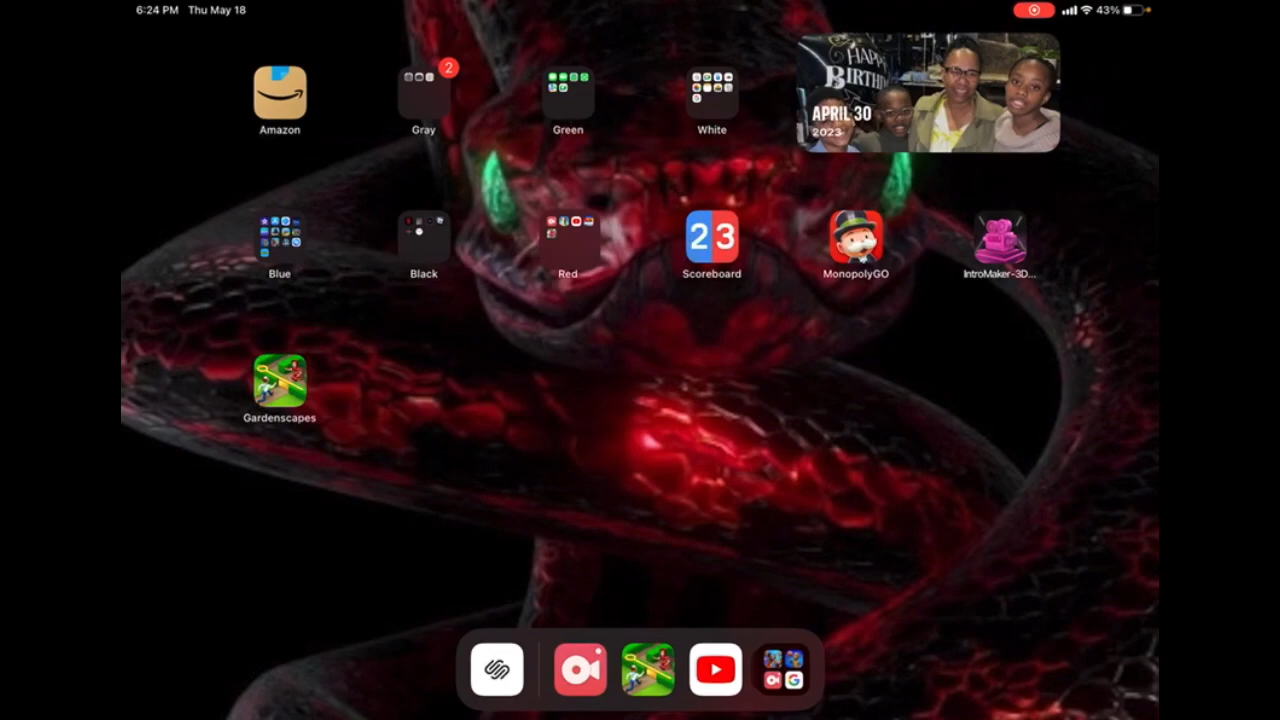 6:24 PM Thu May 18
43%
HAPPY
BIRTHD
APRIL 30
2023
Amazon
2
Gray
Green
White
Blue
Black
Red
2 3
Scoreboard
MonopolyGO
IntroMaker-3D...
Gardenscapes
G